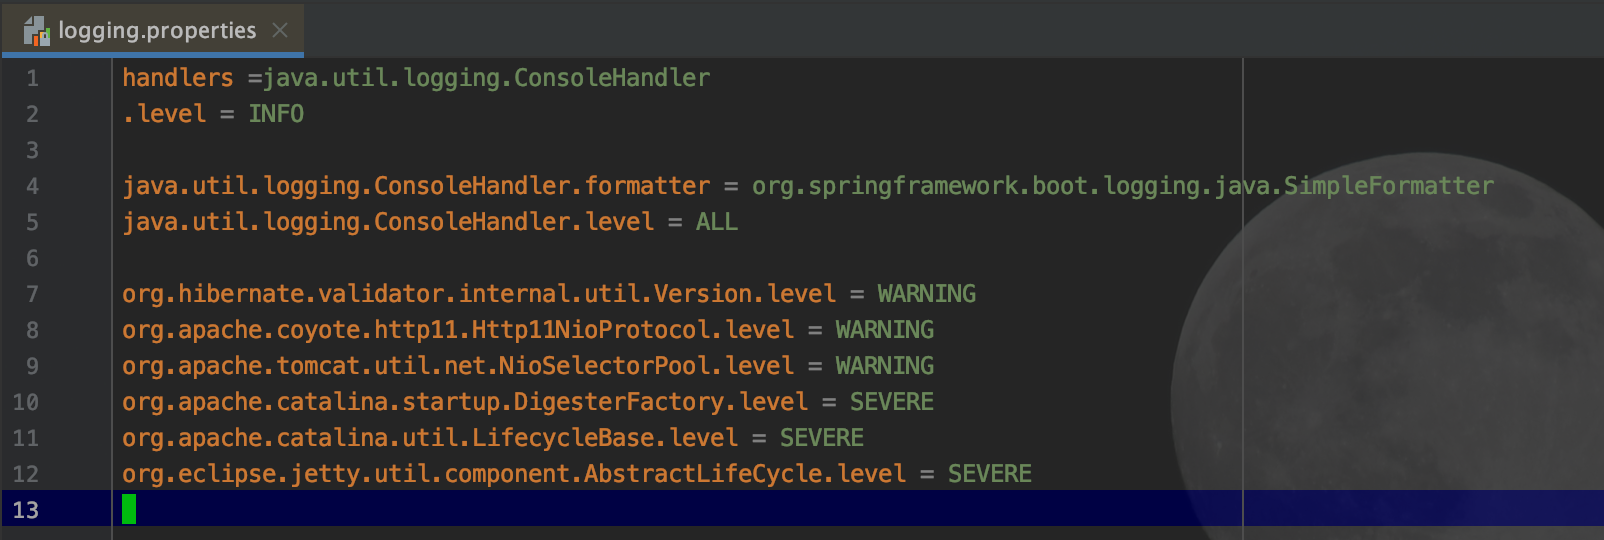 logging.properties
1 handlers =java.util.logging.ConsoleHandler
2 .level = INFO
3
4 java.util.logging.ConsoleHandler.formatter = org.springframework.boot.logging.java.SimpleFormatter
5 java.util.logging.ConsoleHandler.level = ALL
6
7 org.hibernate.validator.internal.util.Version.level = WARNING
8 org.apache.coyote.http11.Http11NioProtocol.level = WARNING
9 org.apache.tomcat.util.net.NioSelectorPool.level = WARNING
10 org.apache.catalina.startup.DigesterFactory.level = SEVERE
11 org.apache.catalina.util.LifecycleBase.level = SEVERE
12 org.eclipse.jetty.util.component.AbstractLifeCycle.level = SEVERE
13